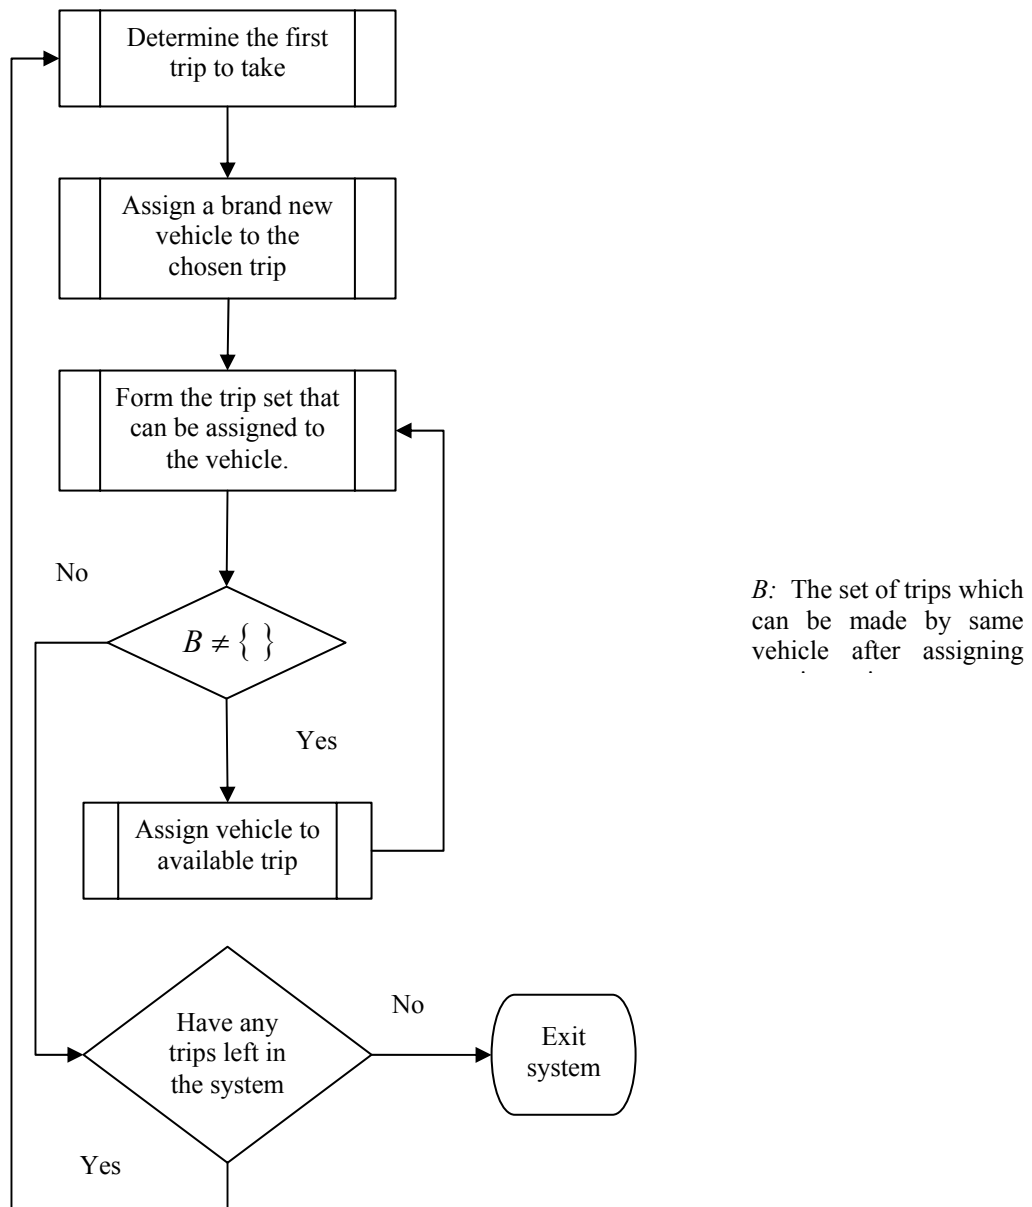 Determine the first
trip to take
Assign a brand new
vehicle to the
chosen trip
Form the trip set that
can be assigned to
the vehicle.
No
B ≠ { }
Yes
B: The set of trips which
can be made by same
vehicle after assigning
Assign vehicle to
available trip
Have any
trips left in
the system
No
Exit
system
Yes